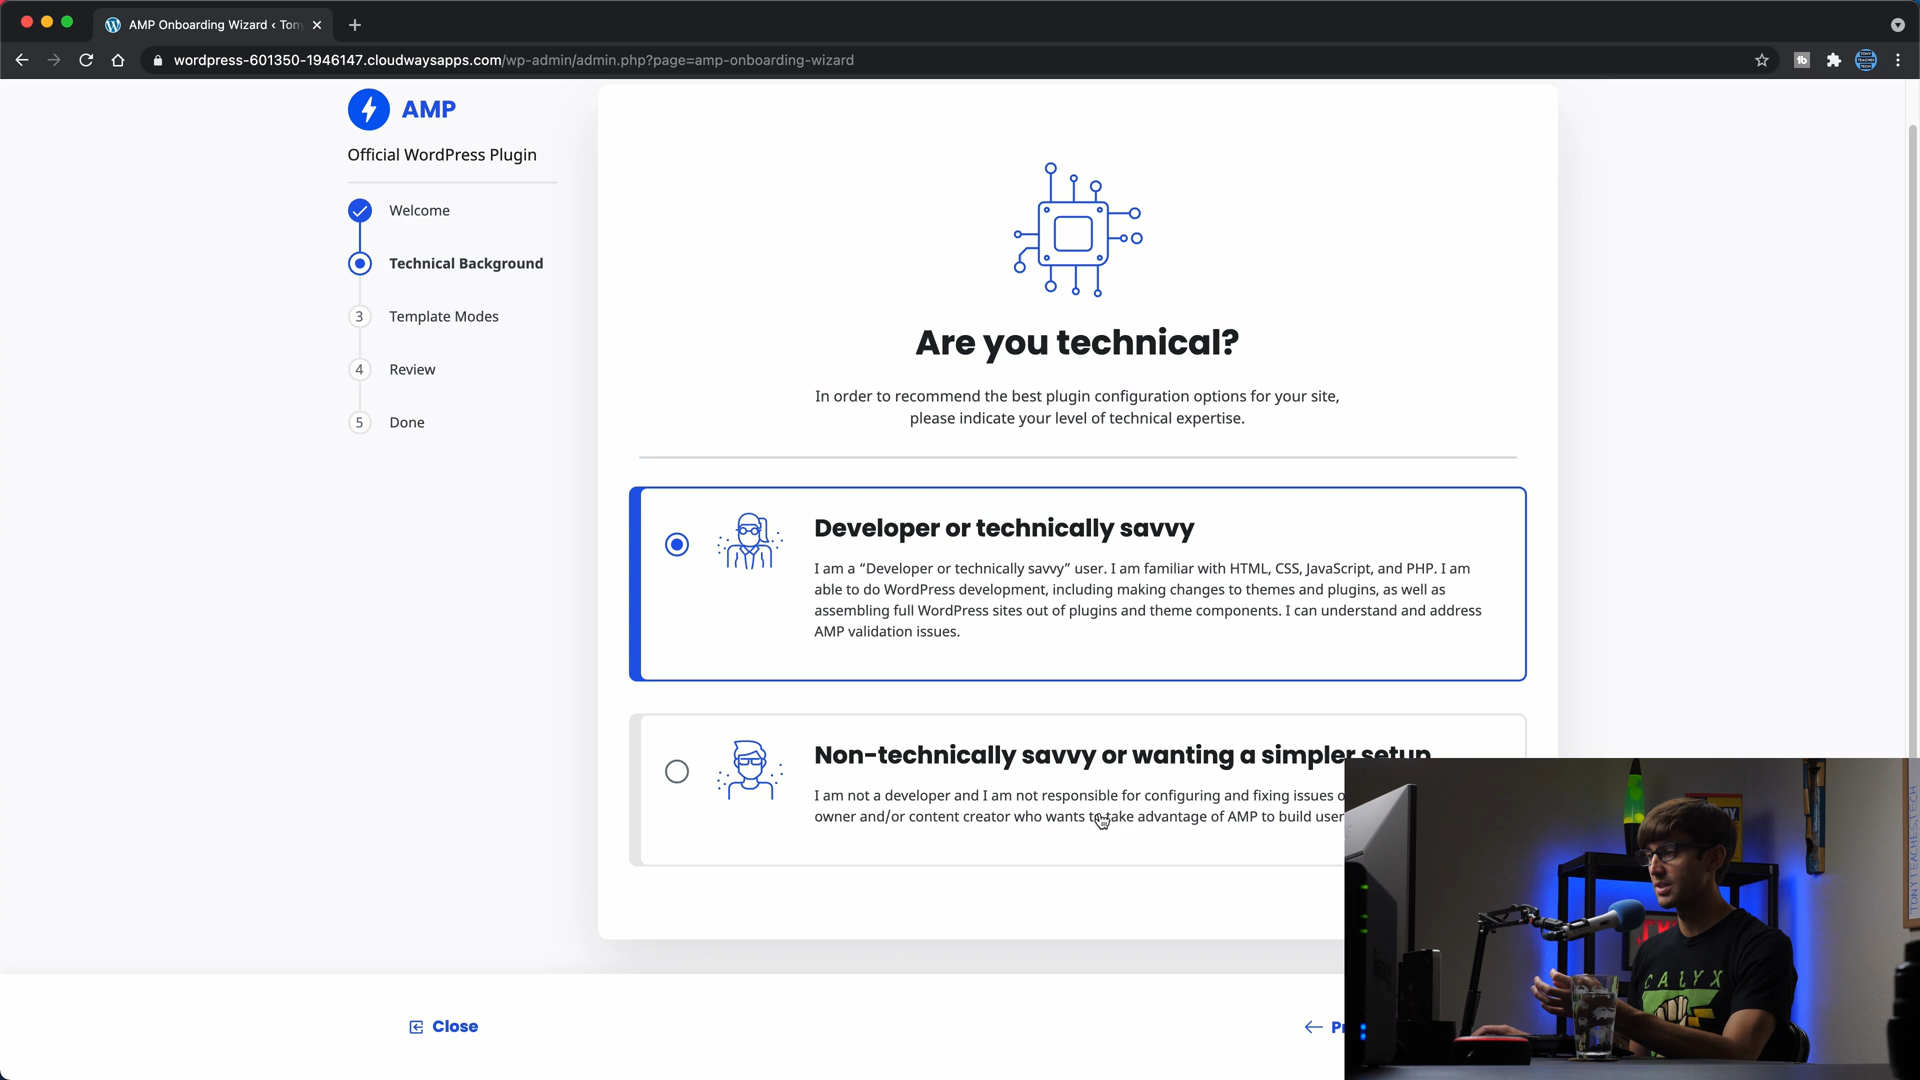 AMP Onboarding Wizard ‹ Ton
wordpress-601350-1946147.cloudwaysapps.com/wp-admin/admin.php?page=amp-onboarding-wizard
AMP
Official WordPress Plugin
Welcome
Technical Background
3 Template Modes
4 Review
5 Done
Are you technical?
In order to recommend the best plugin configuration options for your site,
please indicate your level of technical expertise.
Developer or technically savvy
I am a “Developer or technically savvy” user. I am familiar with HTML, CSS, JavaScript, and PHP. I am
able to do WordPress development, including making changes to themes and plugins, as well as
assembling full WordPress sites out of plugins and theme components. I can understand and address
AMP validation issues.
Non-technically savvy or wanting a simpler setup
I am not a developer and I am not responsible for configuring and fixing issues o
owner and/or content creator who wants to take advantage of AMP to build user
Close
CALYX
TONYTEACHES.TECH